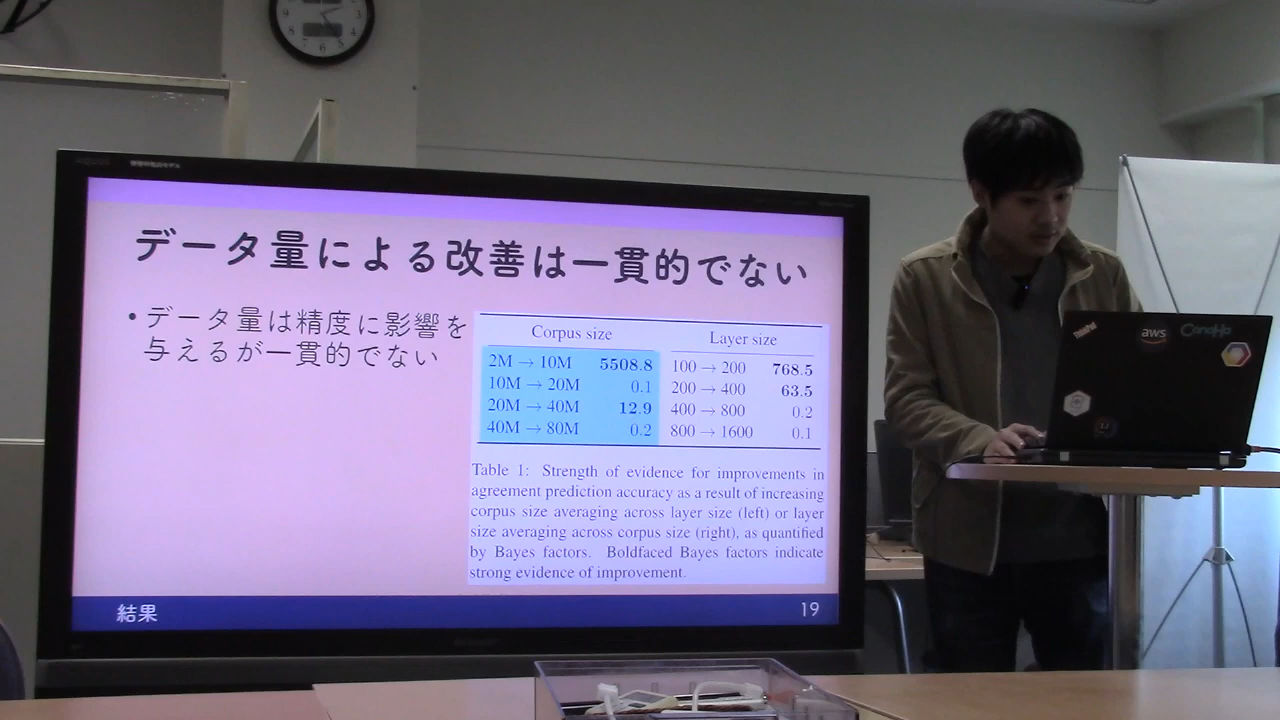 データ量による改善は一貫的でない
• データ量は精度に影響を
与えるが一貫的でない
Corpus size Layer size
2M → 10M 5508.8 100 → 200 768.5
10M → 20M 0.1 200 → 400 63.5
20M → 40M 12.9 400 → 800 0.2
40M → 80M 0.2 800 → 1600 0.1
Table 1: Strength of evidence for improvements in
agreement prediction accuracy as a result of increasing
corpus size averaging across layer size (left) or layer
size averaging across corpus size (right), as quantified
by Bayes factors. Boldfaced Bayes factors indicate
strong evidence of improvement.
結果 19
ThinkPad
aws
ConoHa